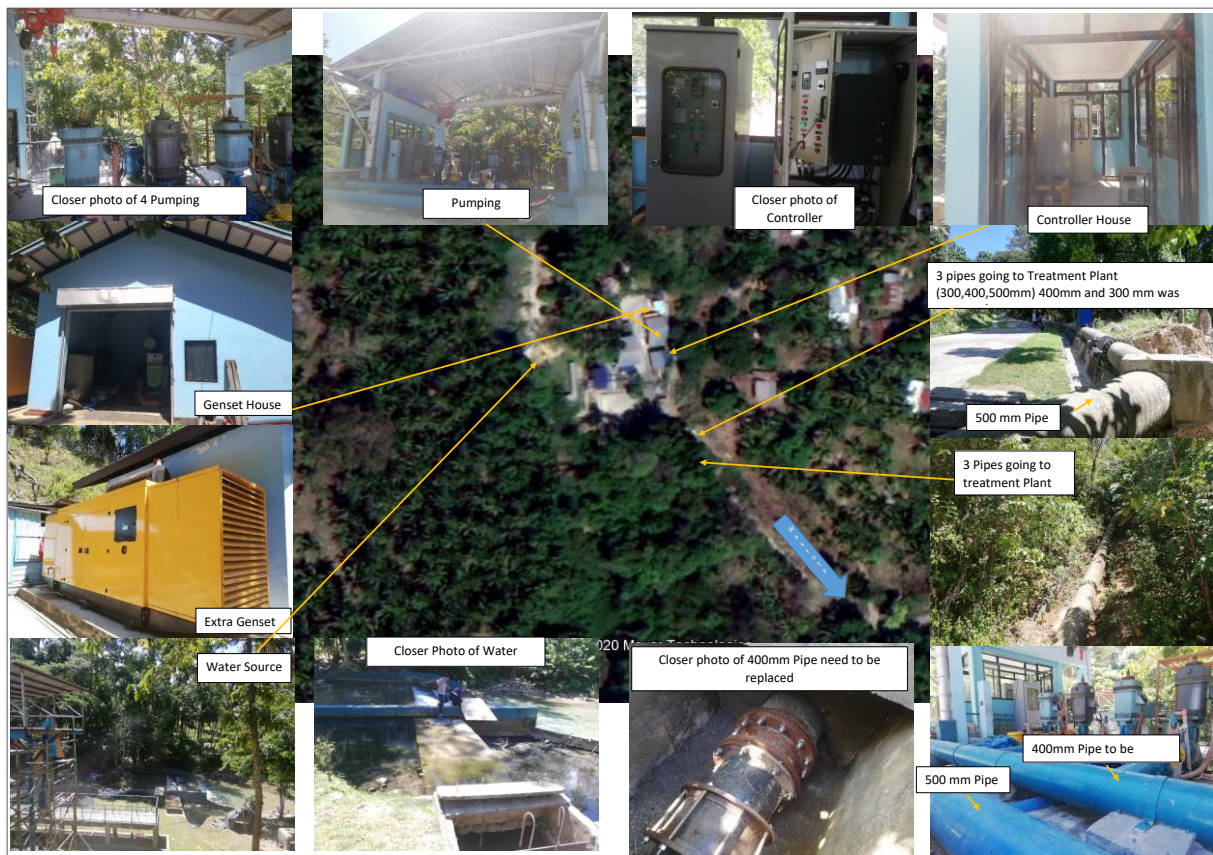 Closer photo of 4 Pumping
Pumping
Closer photo of
Controller
Controller House
3 pipes going to Treatment Plant
(300,400,500mm) 400mm and 300 mm was
500 mm Pipe
Genset House
3 Pipes going to
treatment Plant
Extra Genset
Water Source
Closer Photo of Water
020 Maxar Technologies
Closer photo of 400mm Pipe need to be
replaced
400mm Pipe to be
500 mm Pipe